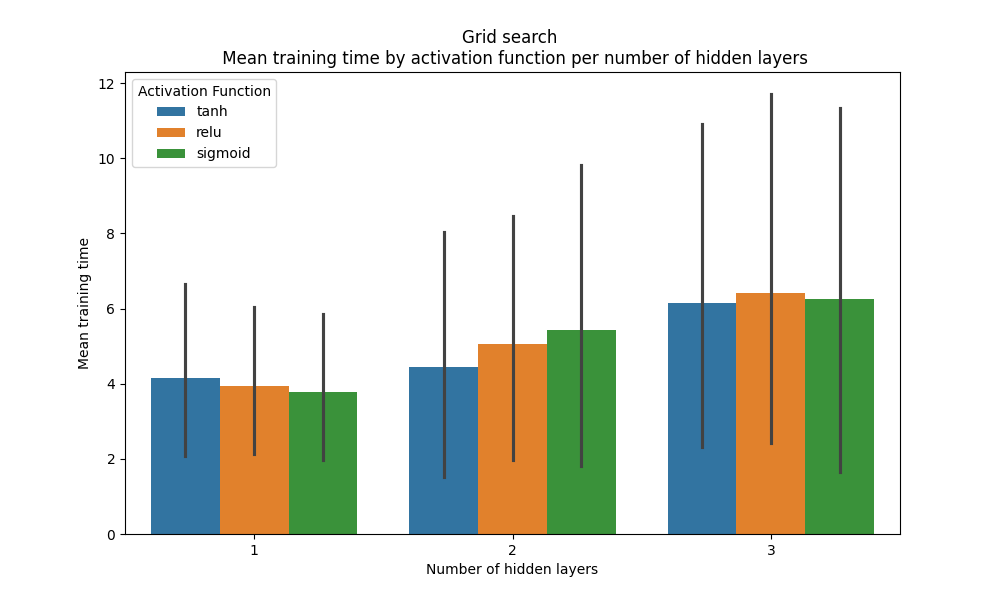 Grid search
Mean training time by activation function per number of hidden layers
Activation Function
tanh
relu
sigmoid
Mean training time
12
10
8
6
4
2
0
1
2
3
Number of hidden layers